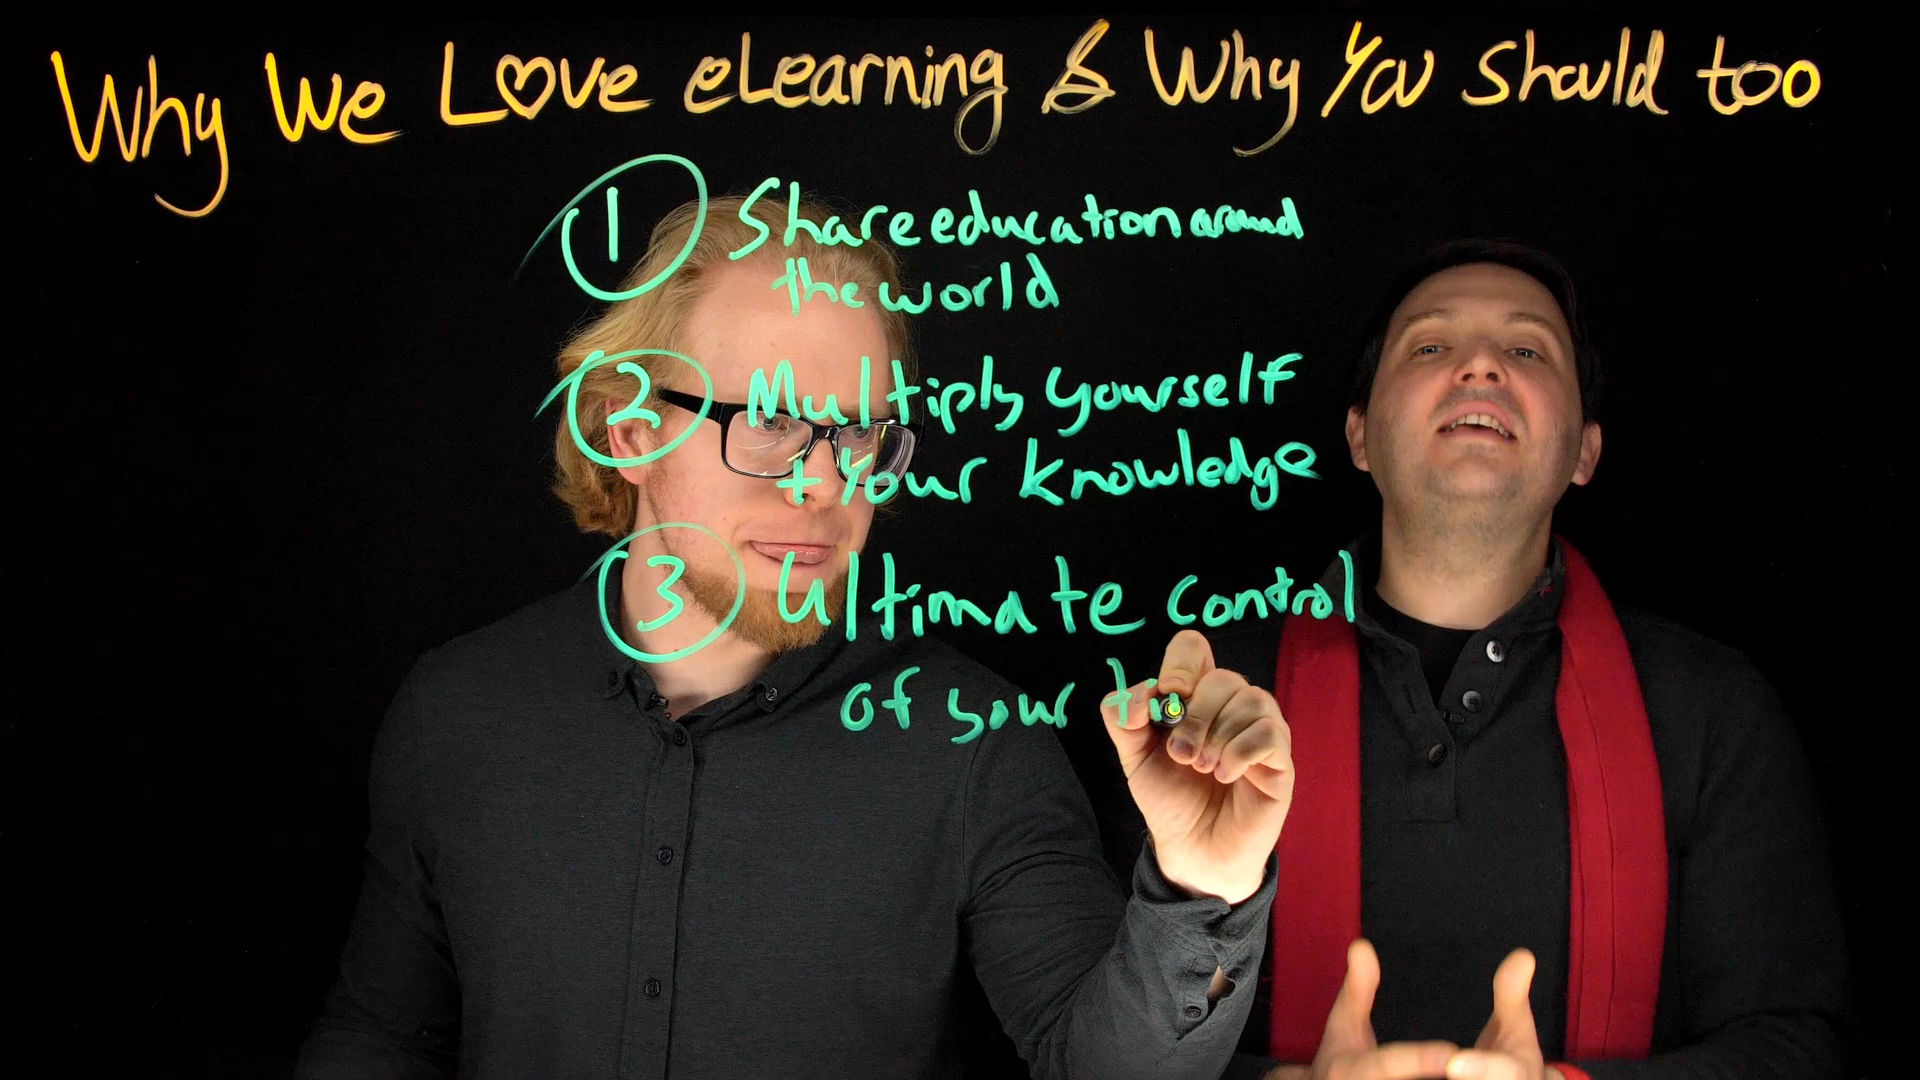 Why We Love eLearning & Why You Should too
1 Share education around
the world
2 Multiply yourself
+ Your knowledge
3 Ultimate control
of your ti